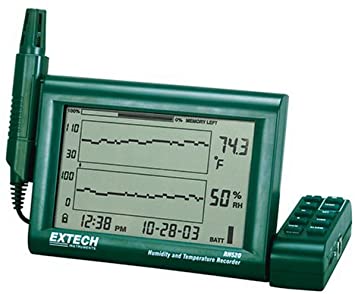 100% 0% MEMORY LEFT
110
30
74.3
°F
100
0
50 %
RH
12:38 PM 10-28-03 BATT
EXTECH RH520
INSTRUMENTS Humidity and Temperature Recorder